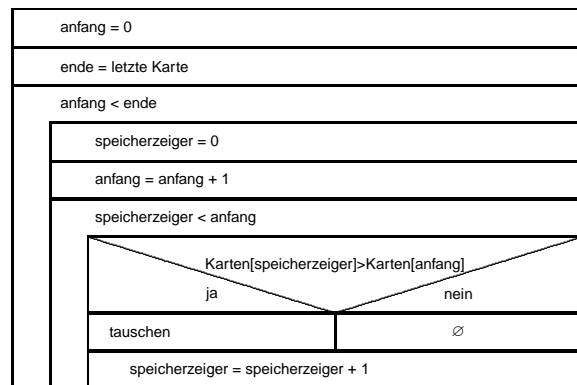 anfang = 0
ende = letzte Karte
anfang < ende
speicherzeiger = 0
anfang = anfang + 1
speicherzeiger < anfang
Karten[speicherzeiger]>Karten[anfang]
ja nein
tauschen ∅
speicherzeiger = speicherzeiger + 1